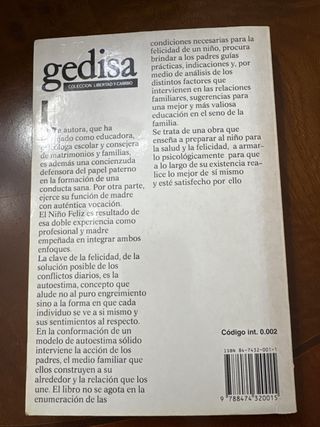 gedisa
COLECCION LIBERTAD Y CAMBIO
autora, que ha
como educadora,
escolar y consejera
de matrimonios y familias,
es además una concienzuda
defensora del papel paterno
en la formación de una
conducta sana. Por otra parte,
ejerce su función de madre
con auténtica vocación.
El Niño Feliz es resultado de
esa doble experiencia como
profesional y madre
empeñada en integrar ambos
enfoques.
La clave de la felicidad, de la
solución posible de los
conflictos diarios, es la
autoestima, concepto que
alude no al puro engreimiento
sino a la forma en que cada
individuo se ve a si mismo y
sus sentimientos al respecto.
En la conformación de un
modelo de autoestima sólido
interviene la acción de los
padres, el medio familiar que
ellos construyen a su
alrededor y la relación que los
une. El libro no se agota en la
enumeración de las
condiciones necesarias para la
felicidad de un niño, procura
brindar a los padres guías
prácticas, indicaciones y, por
medio de análisis de los
distintos factores que
intervienen en las relaciones
familiares, sugerencias para
una mejor y más valiosa
educación en el seno de la
familia.
Se trata de una obra que
enseña a preparar al niño para
la salud y la felicidad, a armar-
lo psicológicamente para que
a lo largo de su existencia rea-
lice lo mejor de sí mismo
y esté satisfecho por ello
Código int. 0.002
ISBN 84-7432-001-1
9 788474 320015